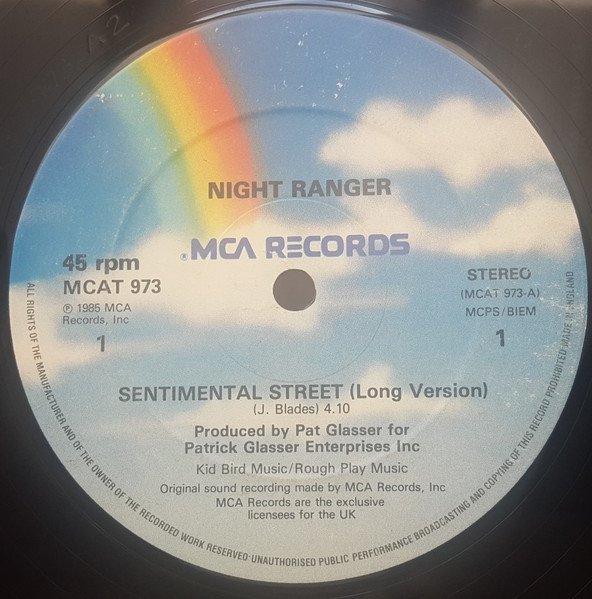 NIGHT RANGER
® MCA RECORDS
45 rpm
MCAT 973
℗ 1985 MCA
Records, Inc
1
STEREO
(MCAT 973-A)
MCPS/BIEM
1
SENTIMENTAL STREET (Long Version)
(J. Blades) 4.10
Produced by Pat Glasser for
Patrick Glasser Enterprises Inc
Kid Bird Music/Rough Play Music
Original sound recording made by MCA Records, Inc
MCA Records are the exclusive
licensees for the UK
ALL RIGHTS OF THE MANUFACTURER AND OF THE OWNER OF THE RECORDED WORK RESERVED·UNAUTHORISED PUBLIC PERFORMANCE BROADCASTING AND COPYING OF THIS RECORD PROHIBITED MADE IN ENGLAND